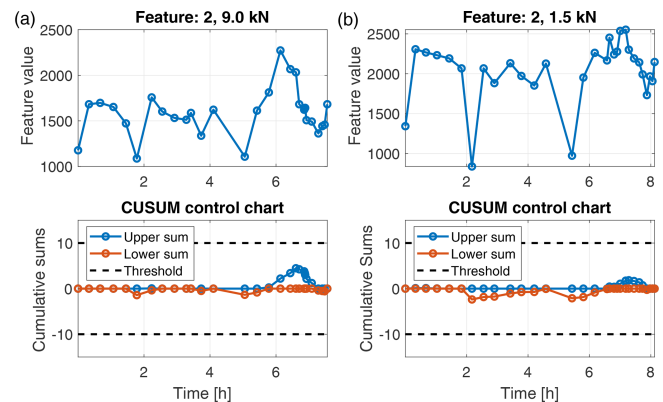 (a)
Feature: 2, 9.0 kN
Feature value
2500
2000
1500
1000
2
4
6
CUSUM control chart
Cumulative Sums
10
0
-10
Upper sum
Lower sum
Threshold
2
4
6
Time [h]
(b)
Feature: 2, 1.5 kN
Feature value
2500
2000
1500
1000
2
4
6
8
CUSUM control chart
Cumulative Sums
10
0
-10
Upper sum
Lower sum
Threshold
2
4
6
8
Time [h]